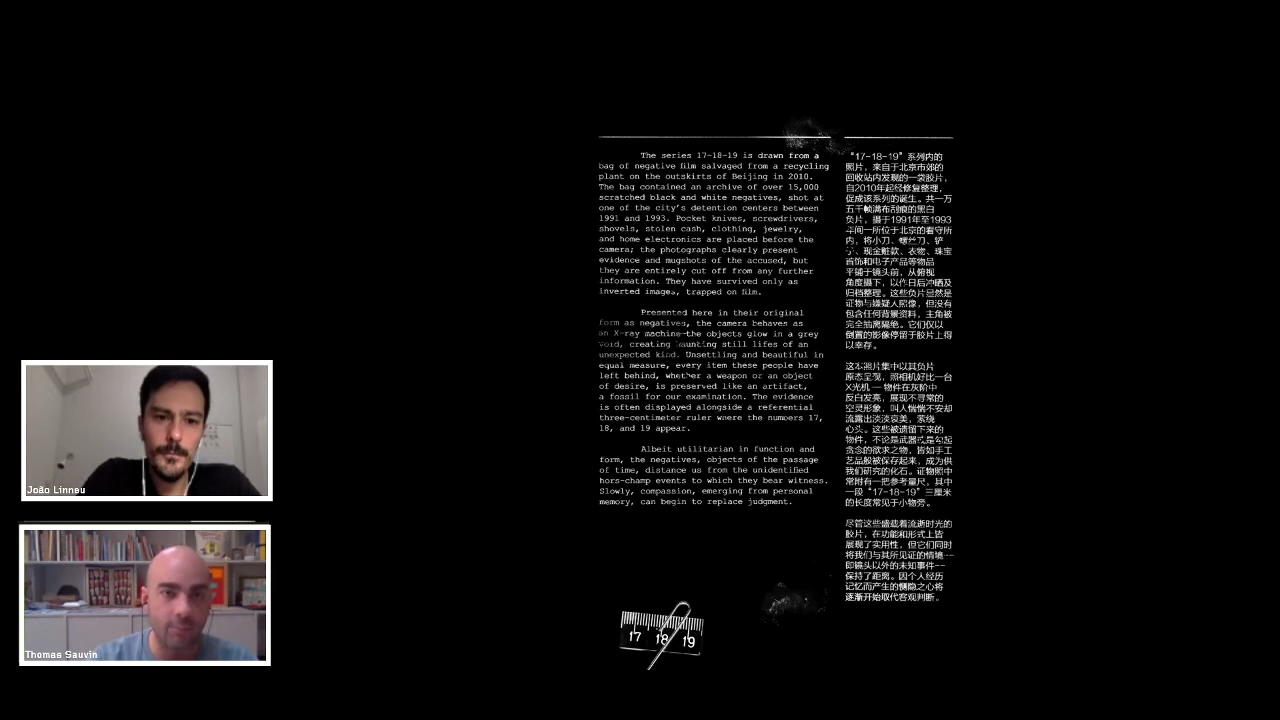 The series 17-18-19 is drawn from a
bag of negative film salvaged from a recycling
plant on the outskirts of Beijing in 2010.
The bag contained an archive of over 15,000
scratched black and white negatives, shot at
one of the city's detention centers between
1991 and 1993. Pocket knives, screwdrivers,
shovels, stolen cash, clothing, jewelry,
and home electronics are placed before the
camera; the photographs clearly present
evidence and mugshots of the accused, but
they are entirely cut off from any further
information. They have survived only as
inverted images, trapped on film.
Presented here in their original
form as negatives, the camera behaves as
an X-ray machine—the objects glow in a grey
void, creating haunting still lifes of an
unexpected kind. Unsettling and beautiful in
equal measure, every item these people have
left behind, whether a weapon or an object
of desire, is preserved like an artifact,
a fossil for our examination. The evidence
is often displayed alongside a referential
three-centimeter ruler where the numbers 17,
18, and 19 appear.
Albeit utilitarian in function and
form, the negatives, objects of the passage
of time, distance us from the unidentified
hors-champ events to which they bear witness.
Slowly, compassion, emerging from personal
memory, can begin to replace judgment.
“17-18-19”系列内的
照片，来自于北京市郊的
回收站内发现的一袋胶片，
自2010年起经修复整理，
促成该系列的诞生。共一万
五千帧满布刮痕的黑白
负片，摄于1991年至1993
年间一所位于北京的看守所
内，将小刀、螺丝刀、铲
子、现金赃款、衣物、珠宝
首饰和电子产品等物品
平铺于镜头前，从俯视
角度摄下，以作日后冲晒及
归档整理。这些负片显然是
证物与嫌疑人照像，但没有
包含任何背景资料，主角被
完全抽离隔绝。它们仅以
倒置的影像停留于胶片上得
以幸存。
这本照片集中以其负片
原态呈现，照相机好比一台
X光机 — 物件在灰阶中
反白发亮，展现不寻常的
空灵形象，叫人惴惴不安却
流露出淡淡哀美，萦绕
心头。这些被遗留下来的
物件，不论是武器或是勾起
贪念的欲求之物，皆如手工
艺品般被保存起来，成为供
我们研究的化石。证物照中
常附有一把参考量尺，其中
一段“17-18-19”三厘米
的长度常见于小物旁。
尽管这些盛载着流逝时光的
胶片，在功能和形式上皆
展现了实用性，但它们同时
将我们与其所见证的情境--
即镜头以外的未知事件--
保持了距离。因个人经历
记忆而产生的恻隐之心将
逐渐开始取代客观判断。
17 18 19
João Linneu
Thomas Sauvin